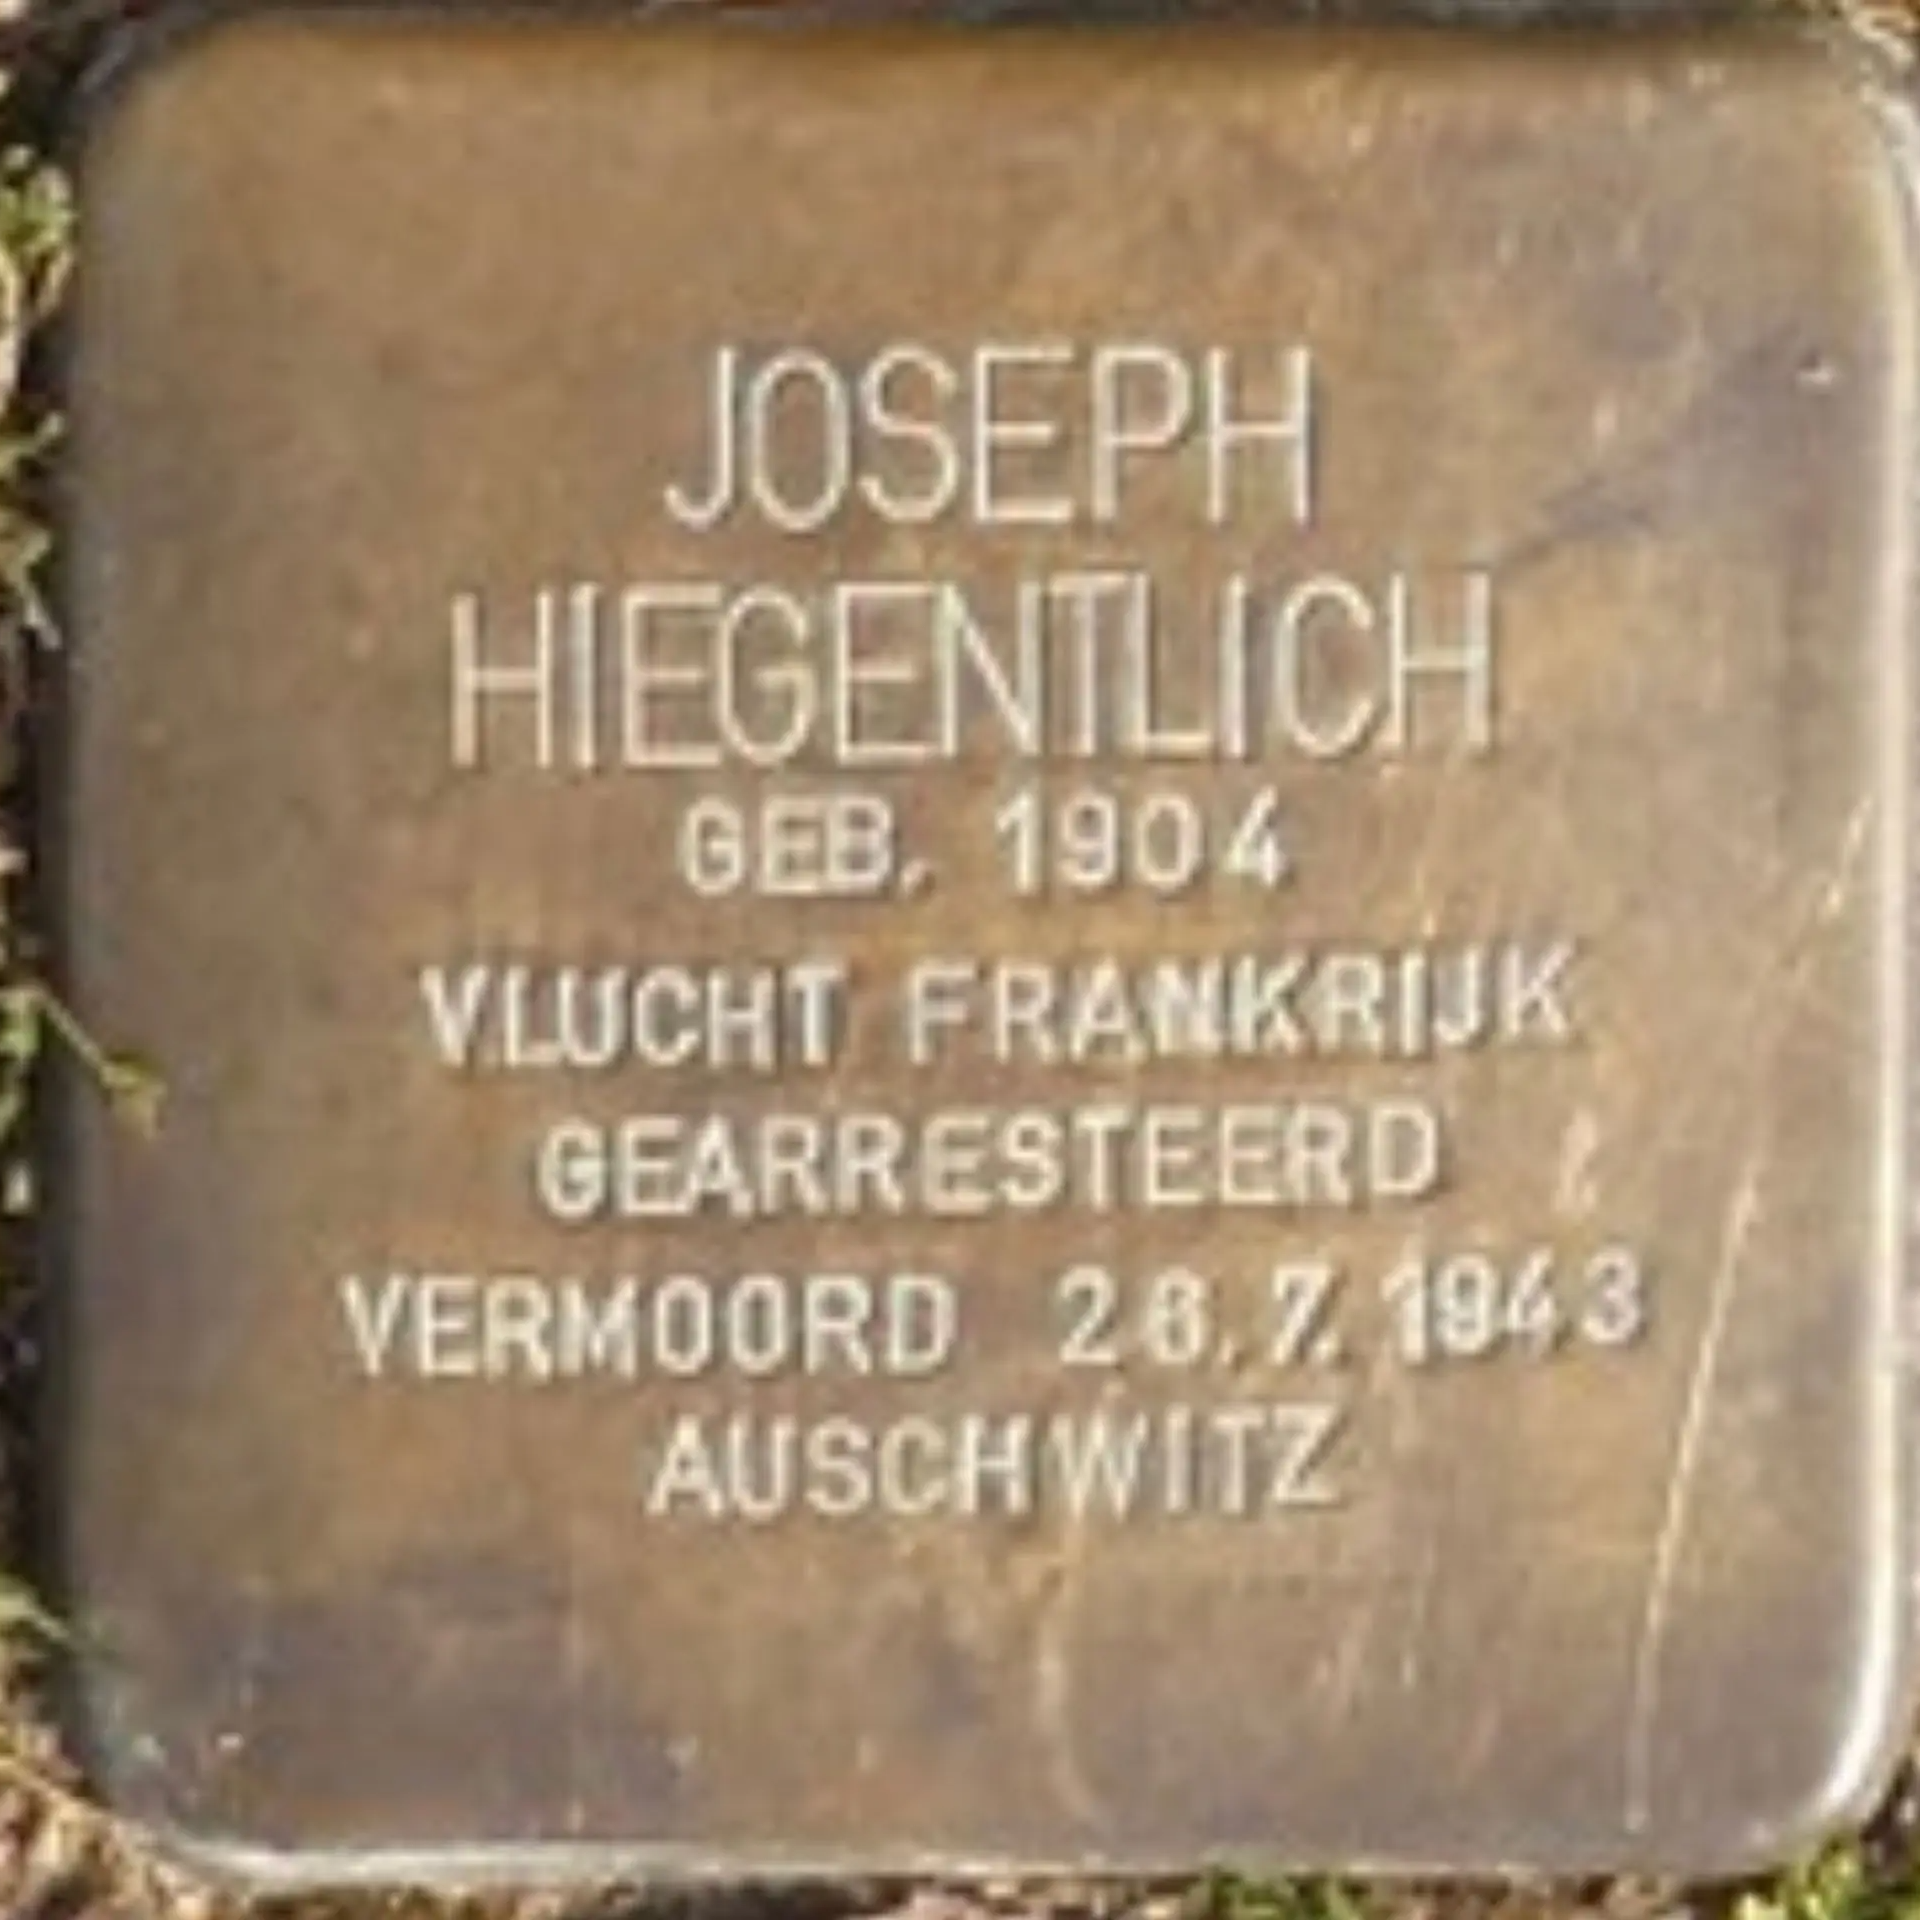 JOSEPH
HIEGENTLICH
GEB. 1904
VLUCHT FRANKRIJK
GEARRESTEERD
VERMOORD 28.7.1943
AUSCHWITZ